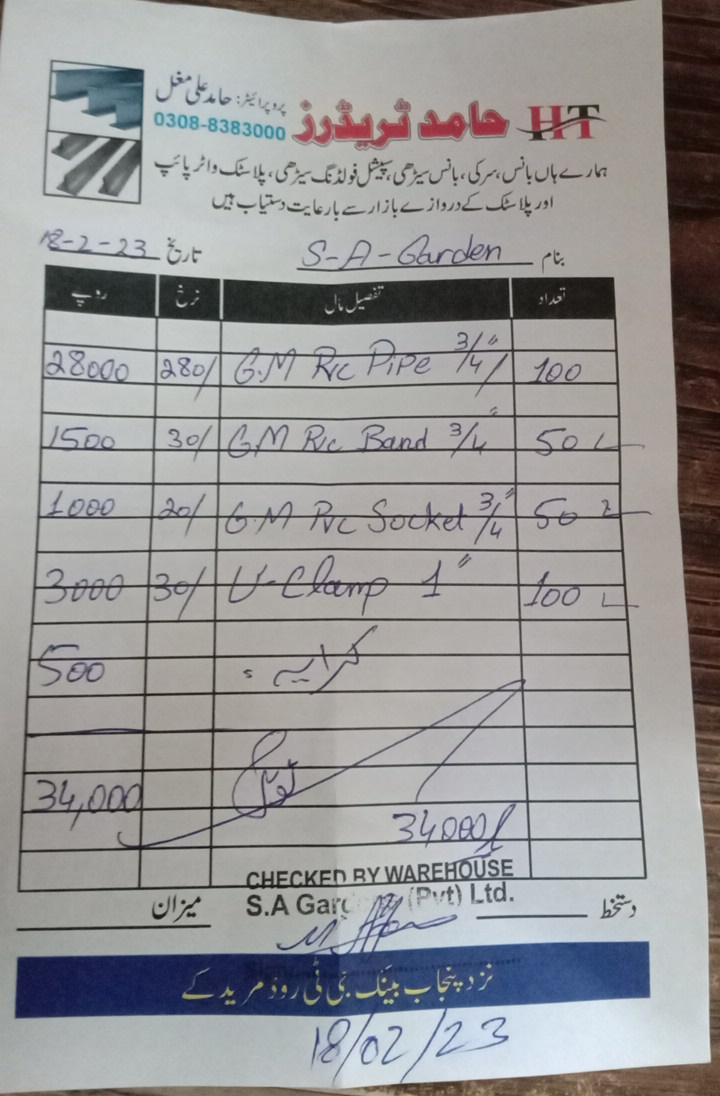 HT حامد ٹریڈرز پروپرائیٹر: حامد علی مغل
0308-8383000
ہمارے ہاں بانس، سرکی، بانس سیڑھی، سپیشل فولڈنگ سیڑھی، پلاسٹک واٹر پائپ
اور پلاسٹک کے دروازے بازار سے بارعایت دستیاب ہیں
بنام S-A-Garden تاریخ 18-2-23
تعداد تفصیل مال نرخ روپے
100 G.M Pvc Pipe 3/4" 280/ 28000
50 GM Pvc Band 3/4" 30/ 1500
50 G.M Pvc Socket 3/4" 20/ 1000
100 U-Clamp 1" 30/ 3000
کرایہ 500
34,000
34000/
CHECKED BY WAREHOUSE
S.A Gardens (Pvt) Ltd.
دستخط میزان
نزد پنجاب بینک جی ٹی روڈ مریدکے
18/02/23